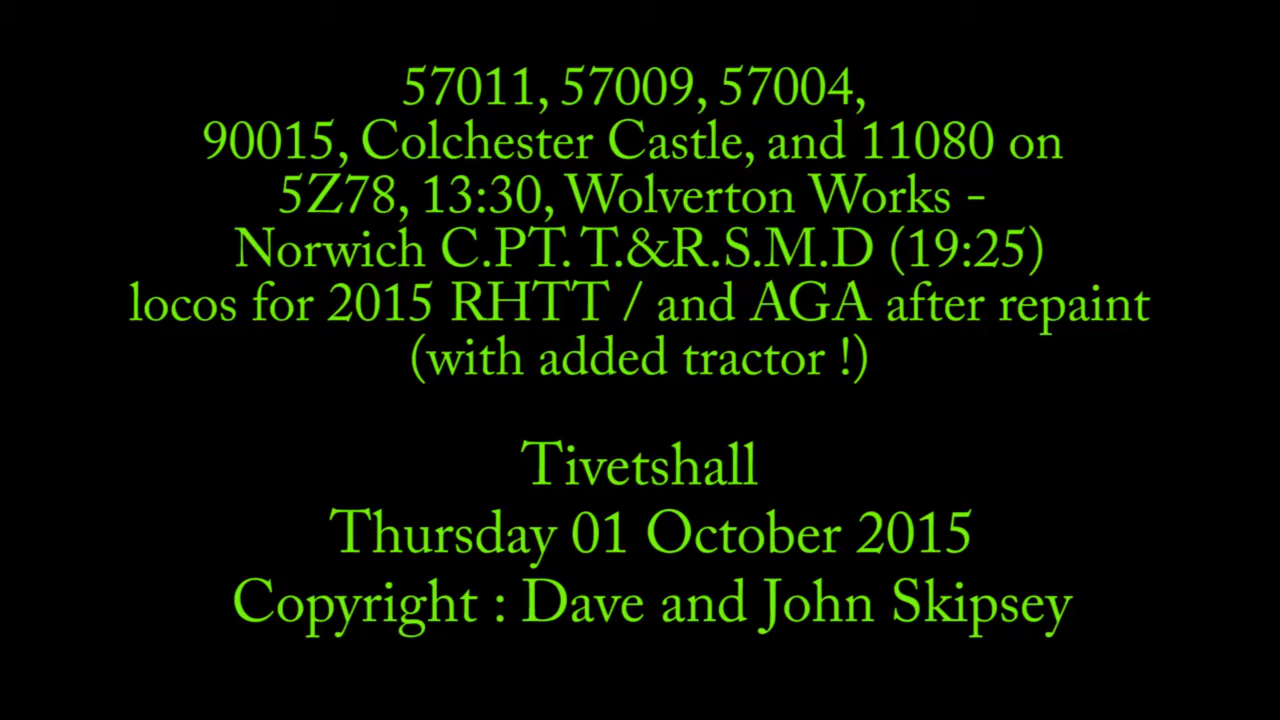 57011, 57009, 57004,
90015, Colchester Castle, and 11080 on
5Z78, 13:30, Wolverton Works -
Norwich C.PT. T.&R.S.M.D (19:25)
locos for 2015 RHTT / and AGA after repaint
(with added tractor !)
Tivetshall
Thursday 01 October 2015
Copyright : Dave and John Skipsey